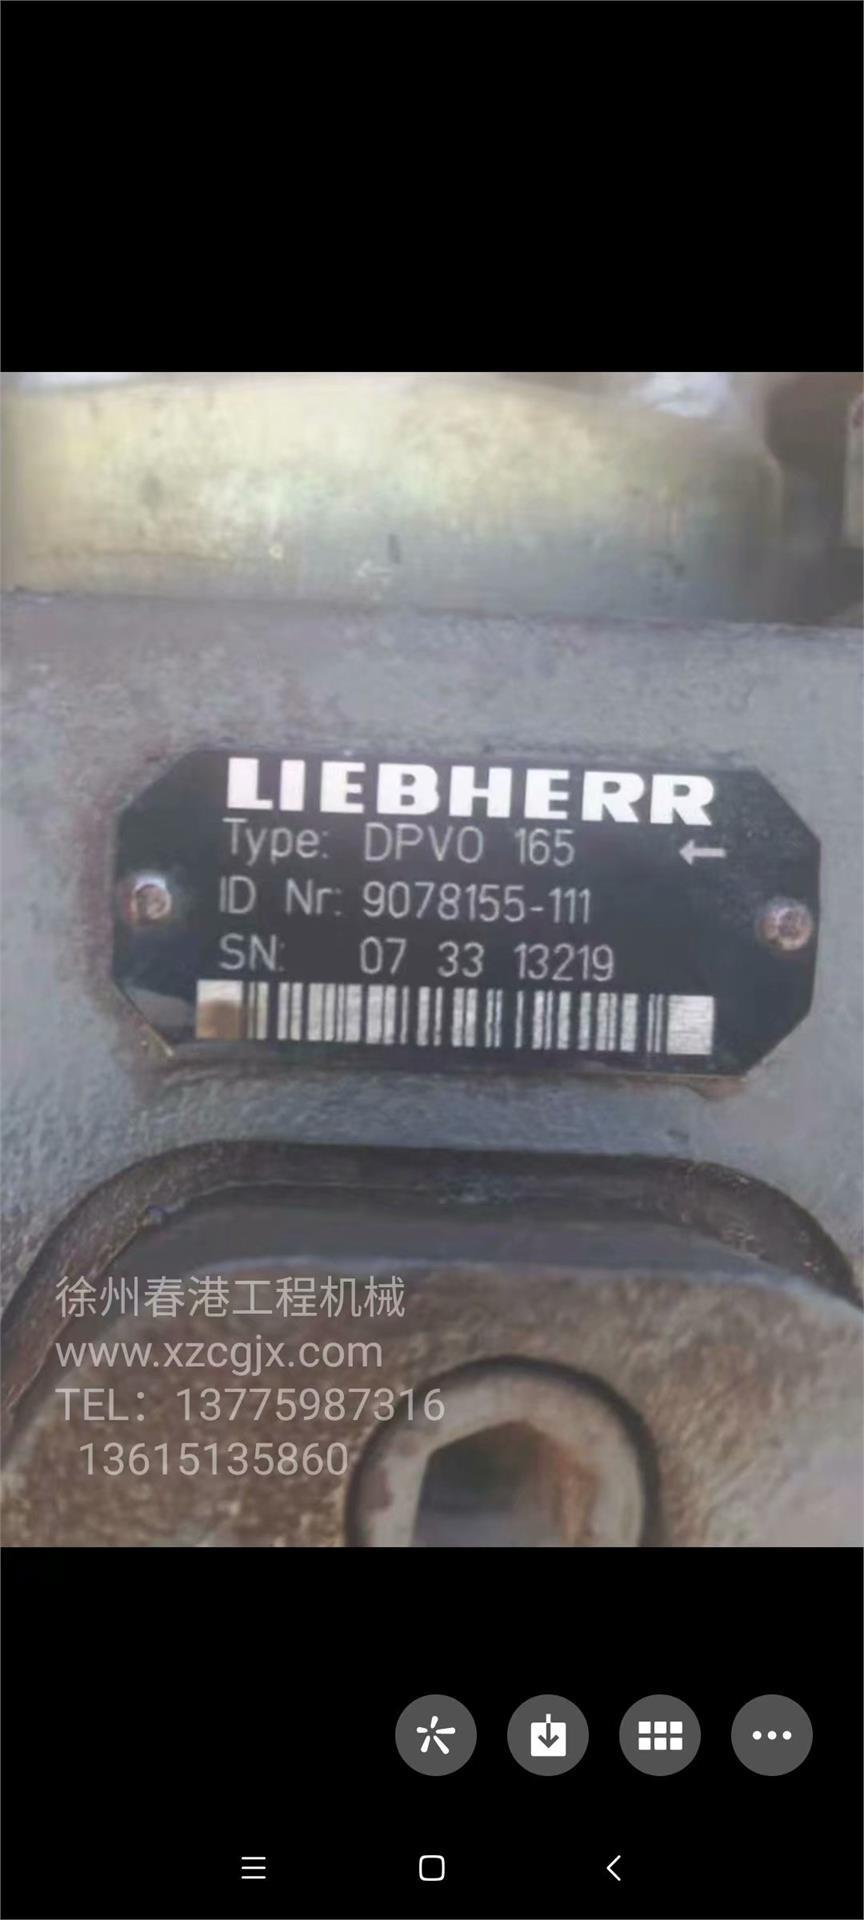 LIEBHERR
Type: DPVO 165 ←
ID Nr: 9078155-111
SN: 07 33 13219
徐州春港工程机械
www.xzcgjx.com
TEL：13775987316
13615135860